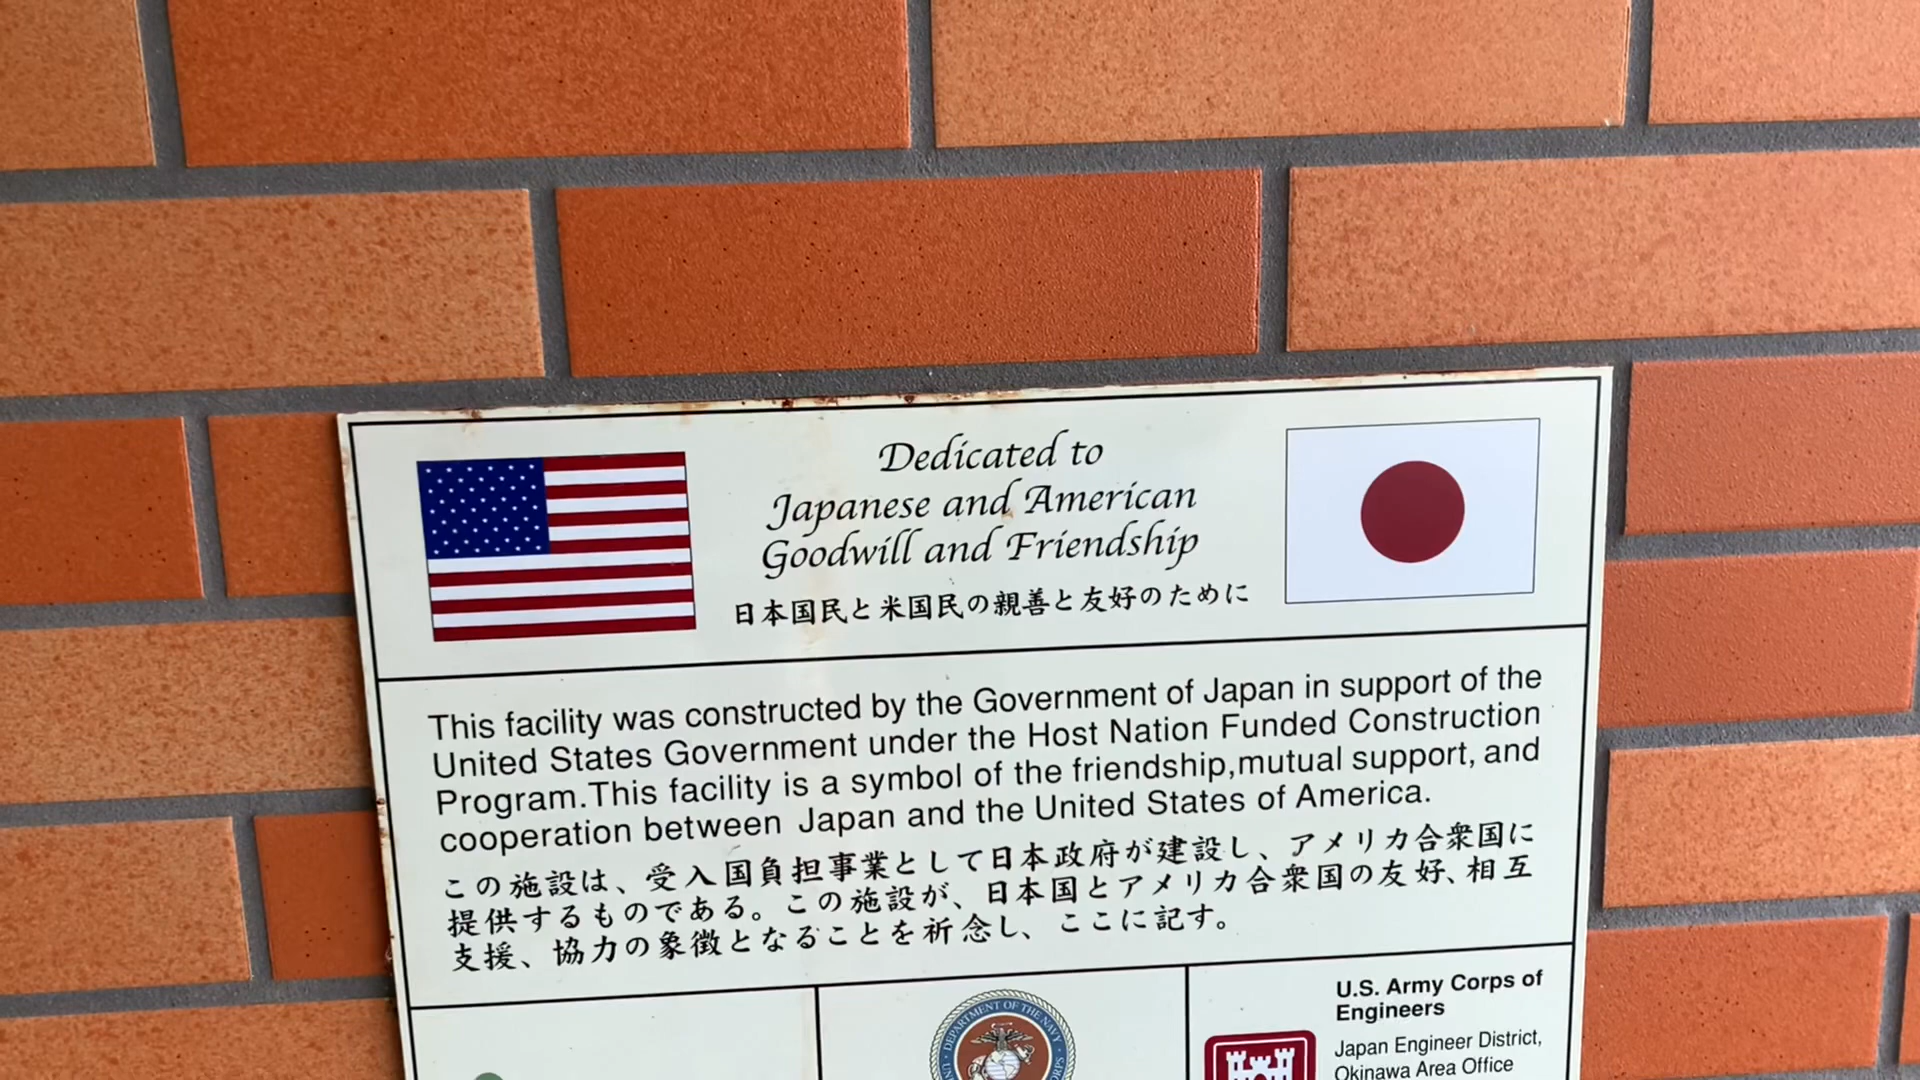 Dedicated to
Japanese and American
Goodwill and Friendship
日本国民と米国民の親善と友好のために
This facility was constructed by the Government of Japan in support of the
United States Government under the Host Nation Funded Construction
Program.This facility is a symbol of the friendship,mutual support, and
cooperation between Japan and the United States of America.
この施設は、受入国負担事業として日本政府が建設し、アメリカ合衆国に
提供するものである。この施設が、日本国とアメリカ合衆国の友好、相互
支援、協力の象徴となることを祈念し、ここに記す。
DEPARTMENT OF THE NAVY
U.S. Army Corps of
Engineers
Japan Engineer District,
Okinawa Area Office